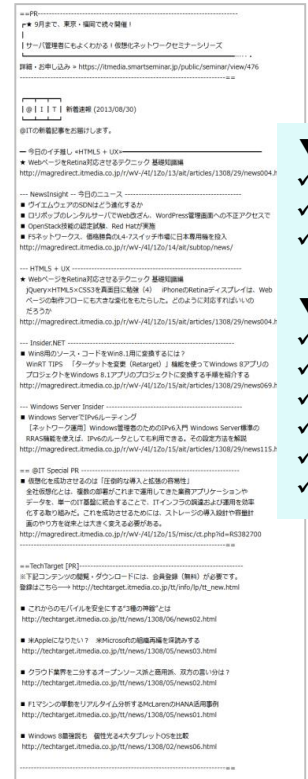 ==PR------------------------------------------------
┏★ 9月まで、東京・福岡で続々開催！
┃
┃サーバ管理者にもよくわかる！仮想化ネットワークセミナーシリーズ
詳細・お申し込み > https://itmedia.smartseminar.jp/public/seminar/view/476
------------------------------------------------==
│@│I│T│ 新着速報 (2013/08/30)
@ITの新着記事をお届けします。
━ 今日のイチ推し <HTML5 + UX>━━━━━━━━━━━━━━━
★ WebページをRetina対応させるテクニック 基礎知識編
http://magredirect.itmedia.co.jp/r/wV-/4I/1Zo/15/ait/articles/1308/29/news004.h
--- NewsInsight -- 今日のニュース -----------------------------
■ ヴイエムウェアのSDNはどう進化するか
■ ロリポップのレンタルサーバでWeb改ざん、WordPress管理画面への不正アクセスで
■ OpenStack技術の認定試験、Red Hatが実施
■ F5ネットワークス、価格勝負のL4-7スイッチ市場に日本専用機を投入
http://magredirect.itmedia.co.jp/r/wV-/4I/1Zo/14/ait/subtop/news/
--- HTML5 + UX ------------------------------------------
★ WebページをRetina対応させるテクニック 基礎知識編
jQuery×HTML5×CSS3を真面目に勉強（4） iPhoneのRetinaディスプレイは、Web
ページの制作フローにも大きな変化をもたらした。どのように対応すればいいの
だろうか
http://magredirect.itmedia.co.jp/r/wV-/4I/1Zo/15/ait/articles/1308/29/news004.h
--- Insider.NET ------------------------------------------
■ Win8用のソース・コードをWin8.1用に変換するには？
WinRT TIPS 「ターゲットを変更（Retarget）」機能を使ってWindows 8アプリの
プロジェクトをWindows 8.1アプリのプロジェクトに変換する手順を紹介する
http://magredirect.itmedia.co.jp/r/wV-/4I/1Zo/15/ait/articles/1308/29/news069.h
--- Windows Server Insider ------------------------------------
■ Windows ServerでIPv6ルーティング
［ネットワーク運用］Windows管理者のためのIPv6入門 Windows Server標準の
RRAS機能を使えば、IPv6のルータとしても利用できる。その設定方法を解説
http://magredirect.itmedia.co.jp/r/wV-/4I/1Zo/15/ait/articles/1308/29/news115.h
== @IT Special PR ------------------------------------------
■ 仮想化を成功させるのは「圧倒的な導入と拡張の容易性」
全社仮想化とは、複数の部署がこれまで運用してきた業務アプリケーションや
データを、単一のIT基盤に統合することで、ITインフラの調達および運用を効率
化する取り組みだ。これを成功させるためには、ストレージの導入設計や容量計
画のやり方を従来とは大きく変える必要がある。
http://magredirect.itmedia.co.jp/r/wV-/4I/1Zo/15/misc/ct.php?id=RS382700
------------------------------------------------==
==TechTarget [PR]------------------------------------------
※下記コンテンツの閲覧・ダウンロードには、会員登録（無料）が必要です。
登録はこちら──→ http://techtarget.itmedia.co.jp/tt/info/lp/tt_new.html
■ これからのモバイルを安全にする“3種の神器”とは
http://techtarget.itmedia.co.jp/tt/news/1308/06/news02.html
■ 米Appleになりたい？ 米Microsoftの組織再編を深読みする
http://techtarget.itmedia.co.jp/tt/news/1308/05/news03.html
■ クラウド業界を二分するオープンソース派と商用派、双方の言い分は？
http://techtarget.itmedia.co.jp/tt/news/1308/02/news10.html
■ F1マシンの挙動をリアルタイム分析するMcLarenのHANA活用事例
http://techtarget.itmedia.co.jp/tt/news/1308/05/news01.html
■ Windows 8最強説も 個性光る4大タブレットOSを比較
http://techtarget.itmedia.co.jp/tt/news/1308/02/news06.html
------------------------------------------------==